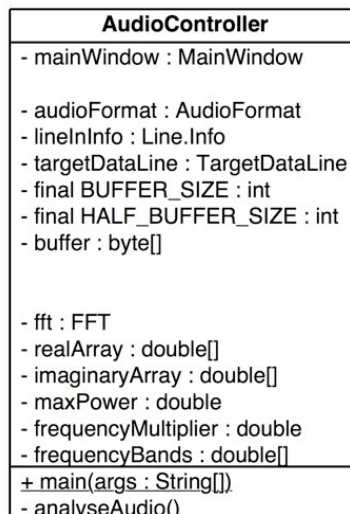 AudioController
- mainWindow : MainWindow
- audioFormat : AudioFormat
- lineInInfo : Line.Info
- targetDataLine : TargetDataLine
- final BUFFER_SIZE : int
- final HALF_BUFFER_SIZE : int
- buffer : byte[]
- fft : FFT
- realArray : double[]
- imaginaryArray : double[]
- maxPower : double
- frequencyMultiplier : double
- frequencyBands : double[]
+ main(args : String[])
- analyseAudio()